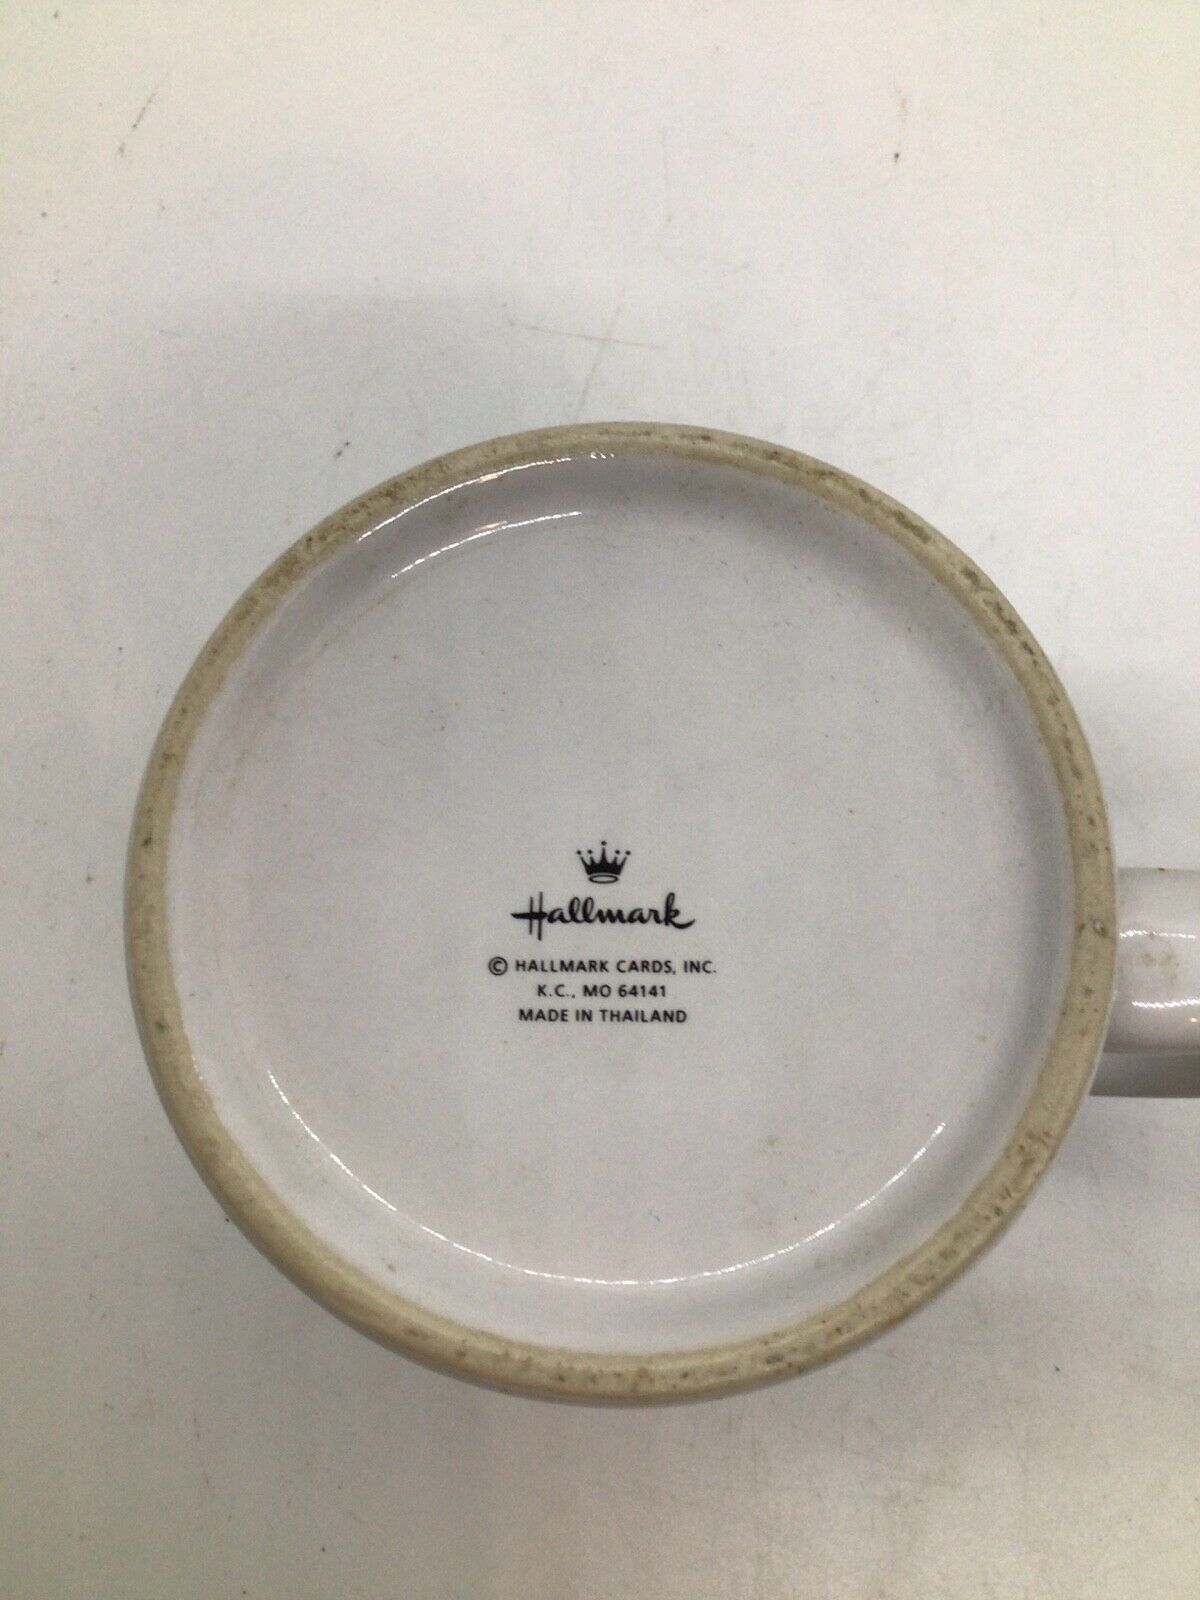 Hallmark
© HALLMARK CARDS, INC.
K.C., MO 64141
MADE IN THAILAND